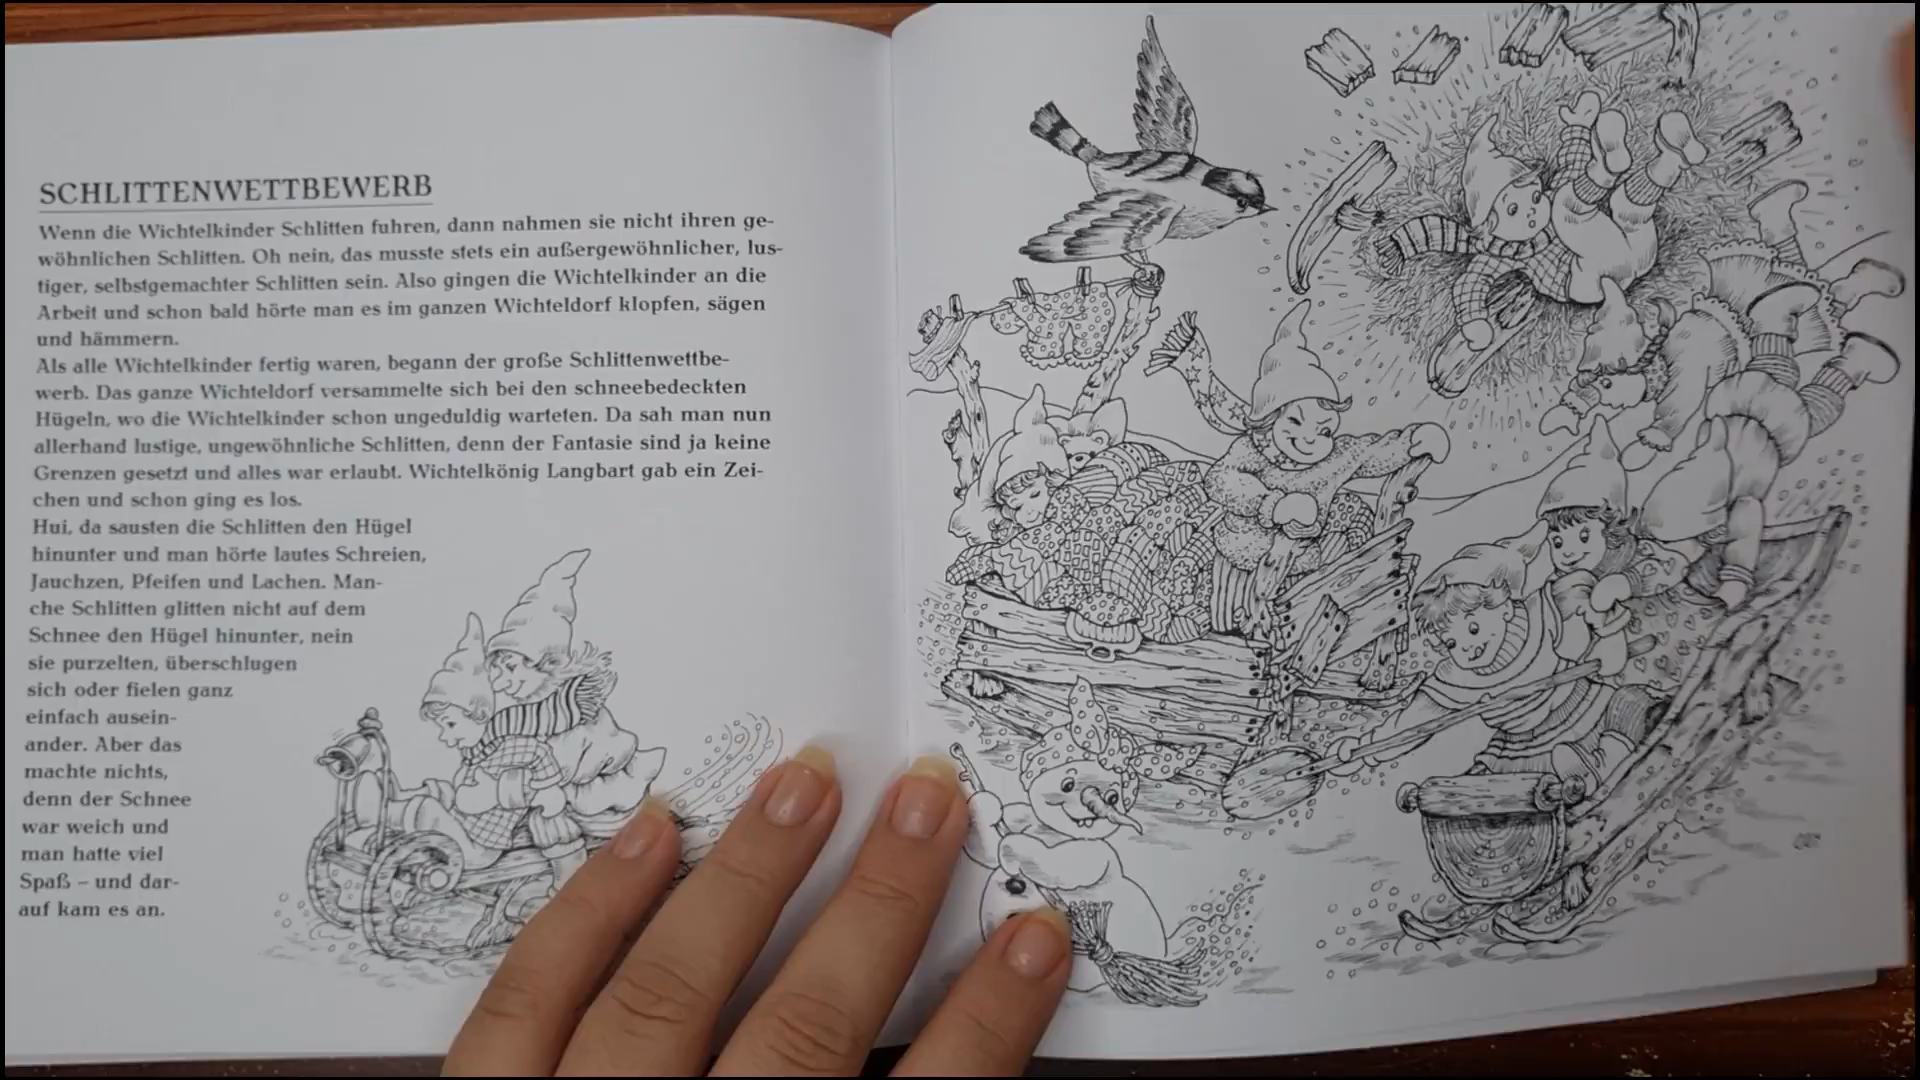 SCHLITTENWETTBEWERB
Wenn die Wichtelkinder Schlitten fuhren, dann nahmen sie nicht ihren ge-
wöhnlichen Schlitten. Oh nein, das musste stets ein außergewöhnlicher, lus-
tiger, selbstgemachter Schlitten sein. Also gingen die Wichtelkinder an die
Arbeit und schon bald hörte man es im ganzen Wichteldorf klopfen, sägen
und hämmern.
Als alle Wichtelkinder fertig waren, begann der große Schlittenwettbe-
werb. Das ganze Wichteldorf versammelte sich bei den schneebedeckten
Hügeln, wo die Wichtelkinder schon ungeduldig warteten. Da sah man nun
allerhand lustige, ungewöhnliche Schlitten, denn der Fantasie sind ja keine
Grenzen gesetzt und alles war erlaubt. Wichtelkönig Langbart gab ein Zei-
chen und schon ging es los.
Hui, da sausten die Schlitten den Hügel
hinunter und man hörte lautes Schreien,
Jauchzen, Pfeifen und Lachen. Man-
che Schlitten glitten nicht auf dem
Schnee den Hügel hinunter, nein
sie purzelten, überschlugen
sich oder fielen ganz
einfach ausein-
ander. Aber das
machte nichts,
denn der Schnee
war weich und
man hatte viel
Spaß – und dar-
auf kam es an.